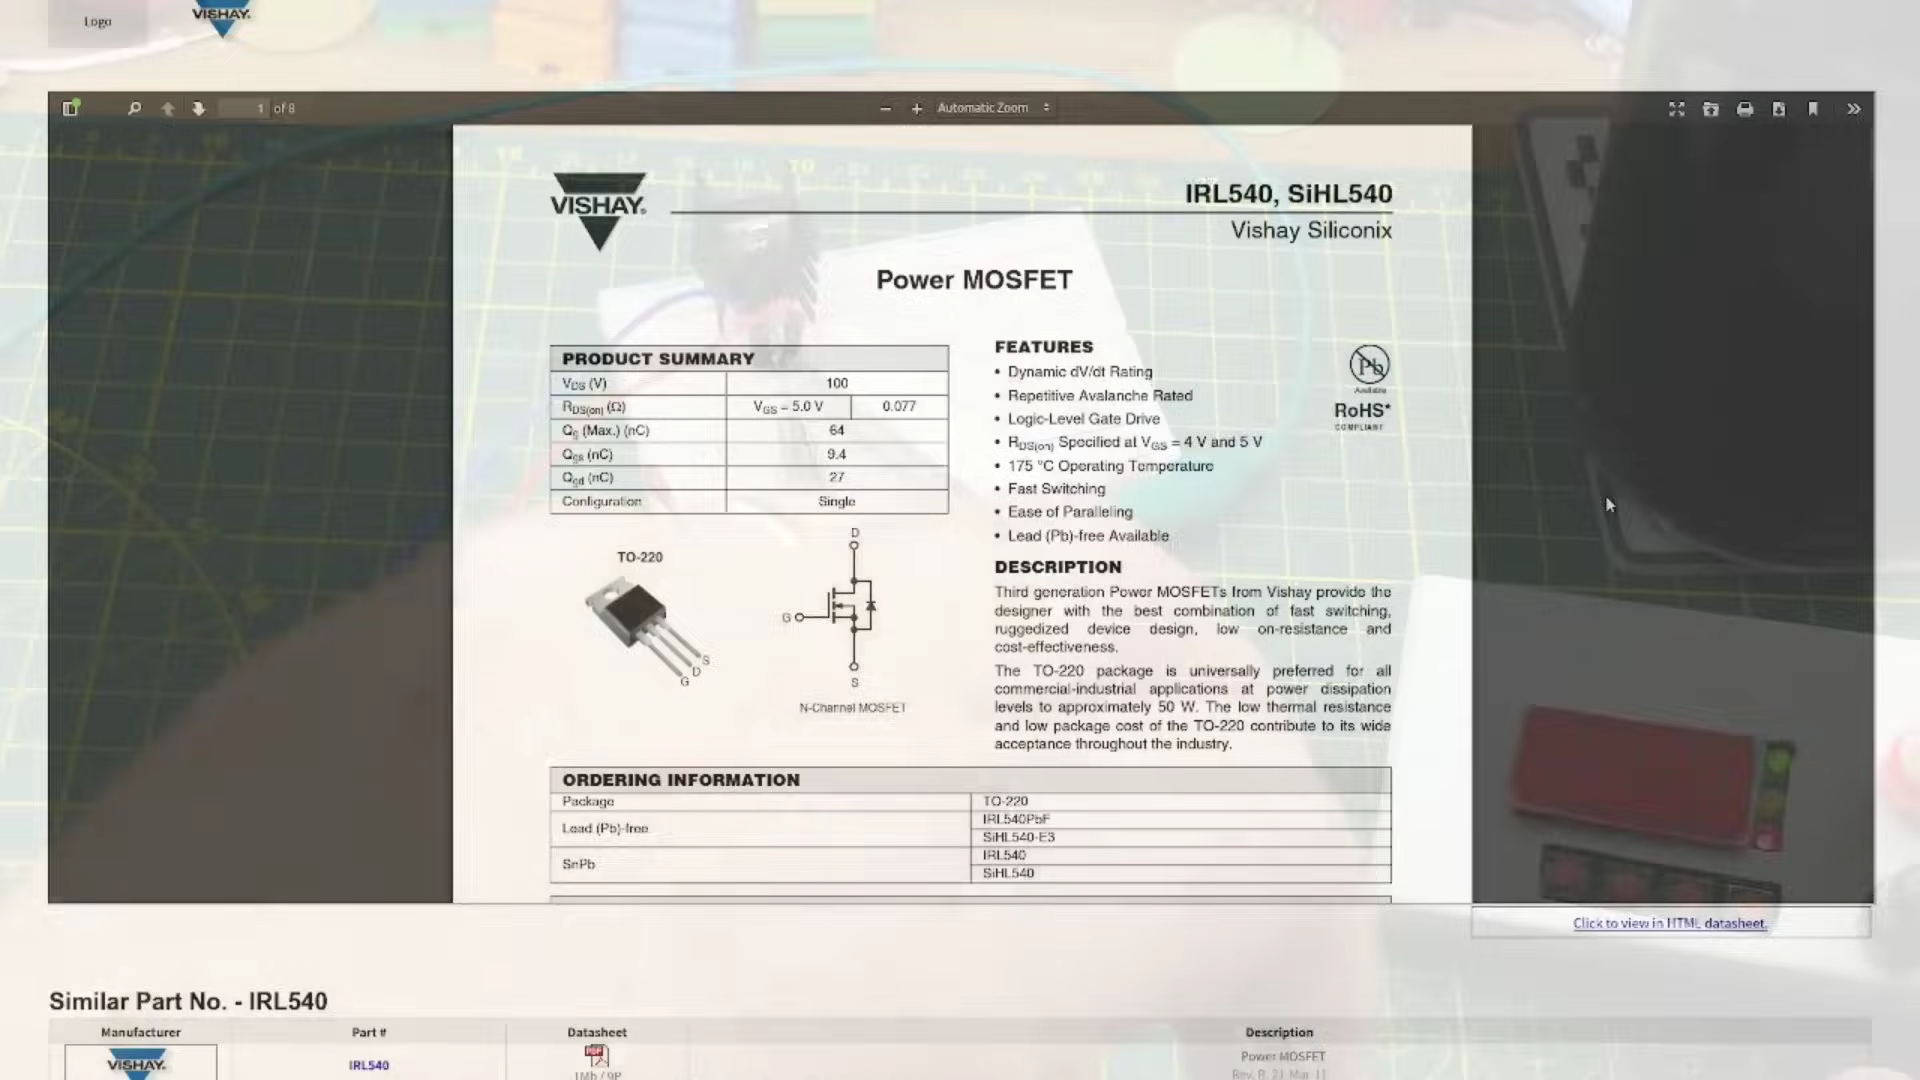 Logo
VISHAY.
1 of 8
Automatic Zoom
VISHAY.
IRL540, SiHL540
Vishay Siliconix
Power MOSFET
PRODUCT SUMMARY
VDS (V) 100
RDS(on) (Ω) VGS = 5.0 V 0.077
Qg (Max.) (nC) 64
Qgs (nC) 9.4
Qgd (nC) 27
Configuration Single
TO-220
S
D
G
D
G
S
N-Channel MOSFET
FEATURES
• Dynamic dV/dt Rating
• Repetitive Avalanche Rated
• Logic-Level Gate Drive
• RDS(on) Specified at VGS = 4 V and 5 V
• 175 °C Operating Temperature
• Fast Switching
• Ease of Paralleling
• Lead (Pb)-free Available
Pb
Available
RoHS*
COMPLIANT
DESCRIPTION
Third generation Power MOSFETs from Vishay provide the
designer with the best combination of fast switching,
ruggedized device design, low on-resistance and
cost-effectiveness.
The TO-220 package is universally preferred for all
commercial-industrial applications at power dissipation
levels to approximately 50 W. The low thermal resistance
and low package cost of the TO-220 contribute to its wide
acceptance throughout the industry.
ORDERING INFORMATION
Package TO-220
Lead (Pb)-free IRL540PbF
SiHL540-E3
SnPb IRL540
SiHL540
Click to view in HTML datasheet.
Similar Part No. - IRL540
Manufacturer Part # Datasheet Description
VISHAY. IRL540 PDF Power MOSFET
1Mb / 9P Rev. B, 21-Mar-11